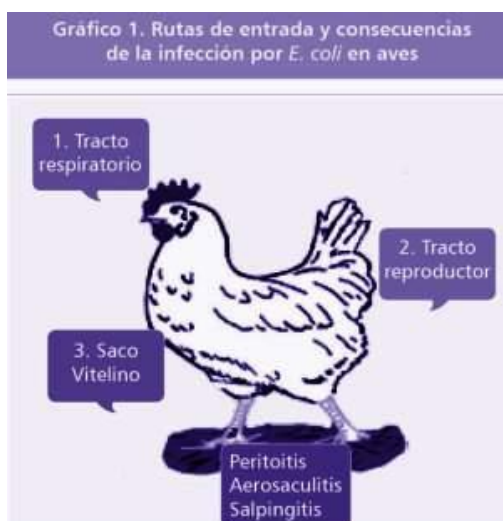 Gráfico 1. Rutas de entrada y consecuencias
de la infección por E. coli en aves
1. Tracto
respiratorio
2. Tracto
reproductor
3. Saco
Vitelino
Peritoitis
Aerosaculitis
Salpingitis